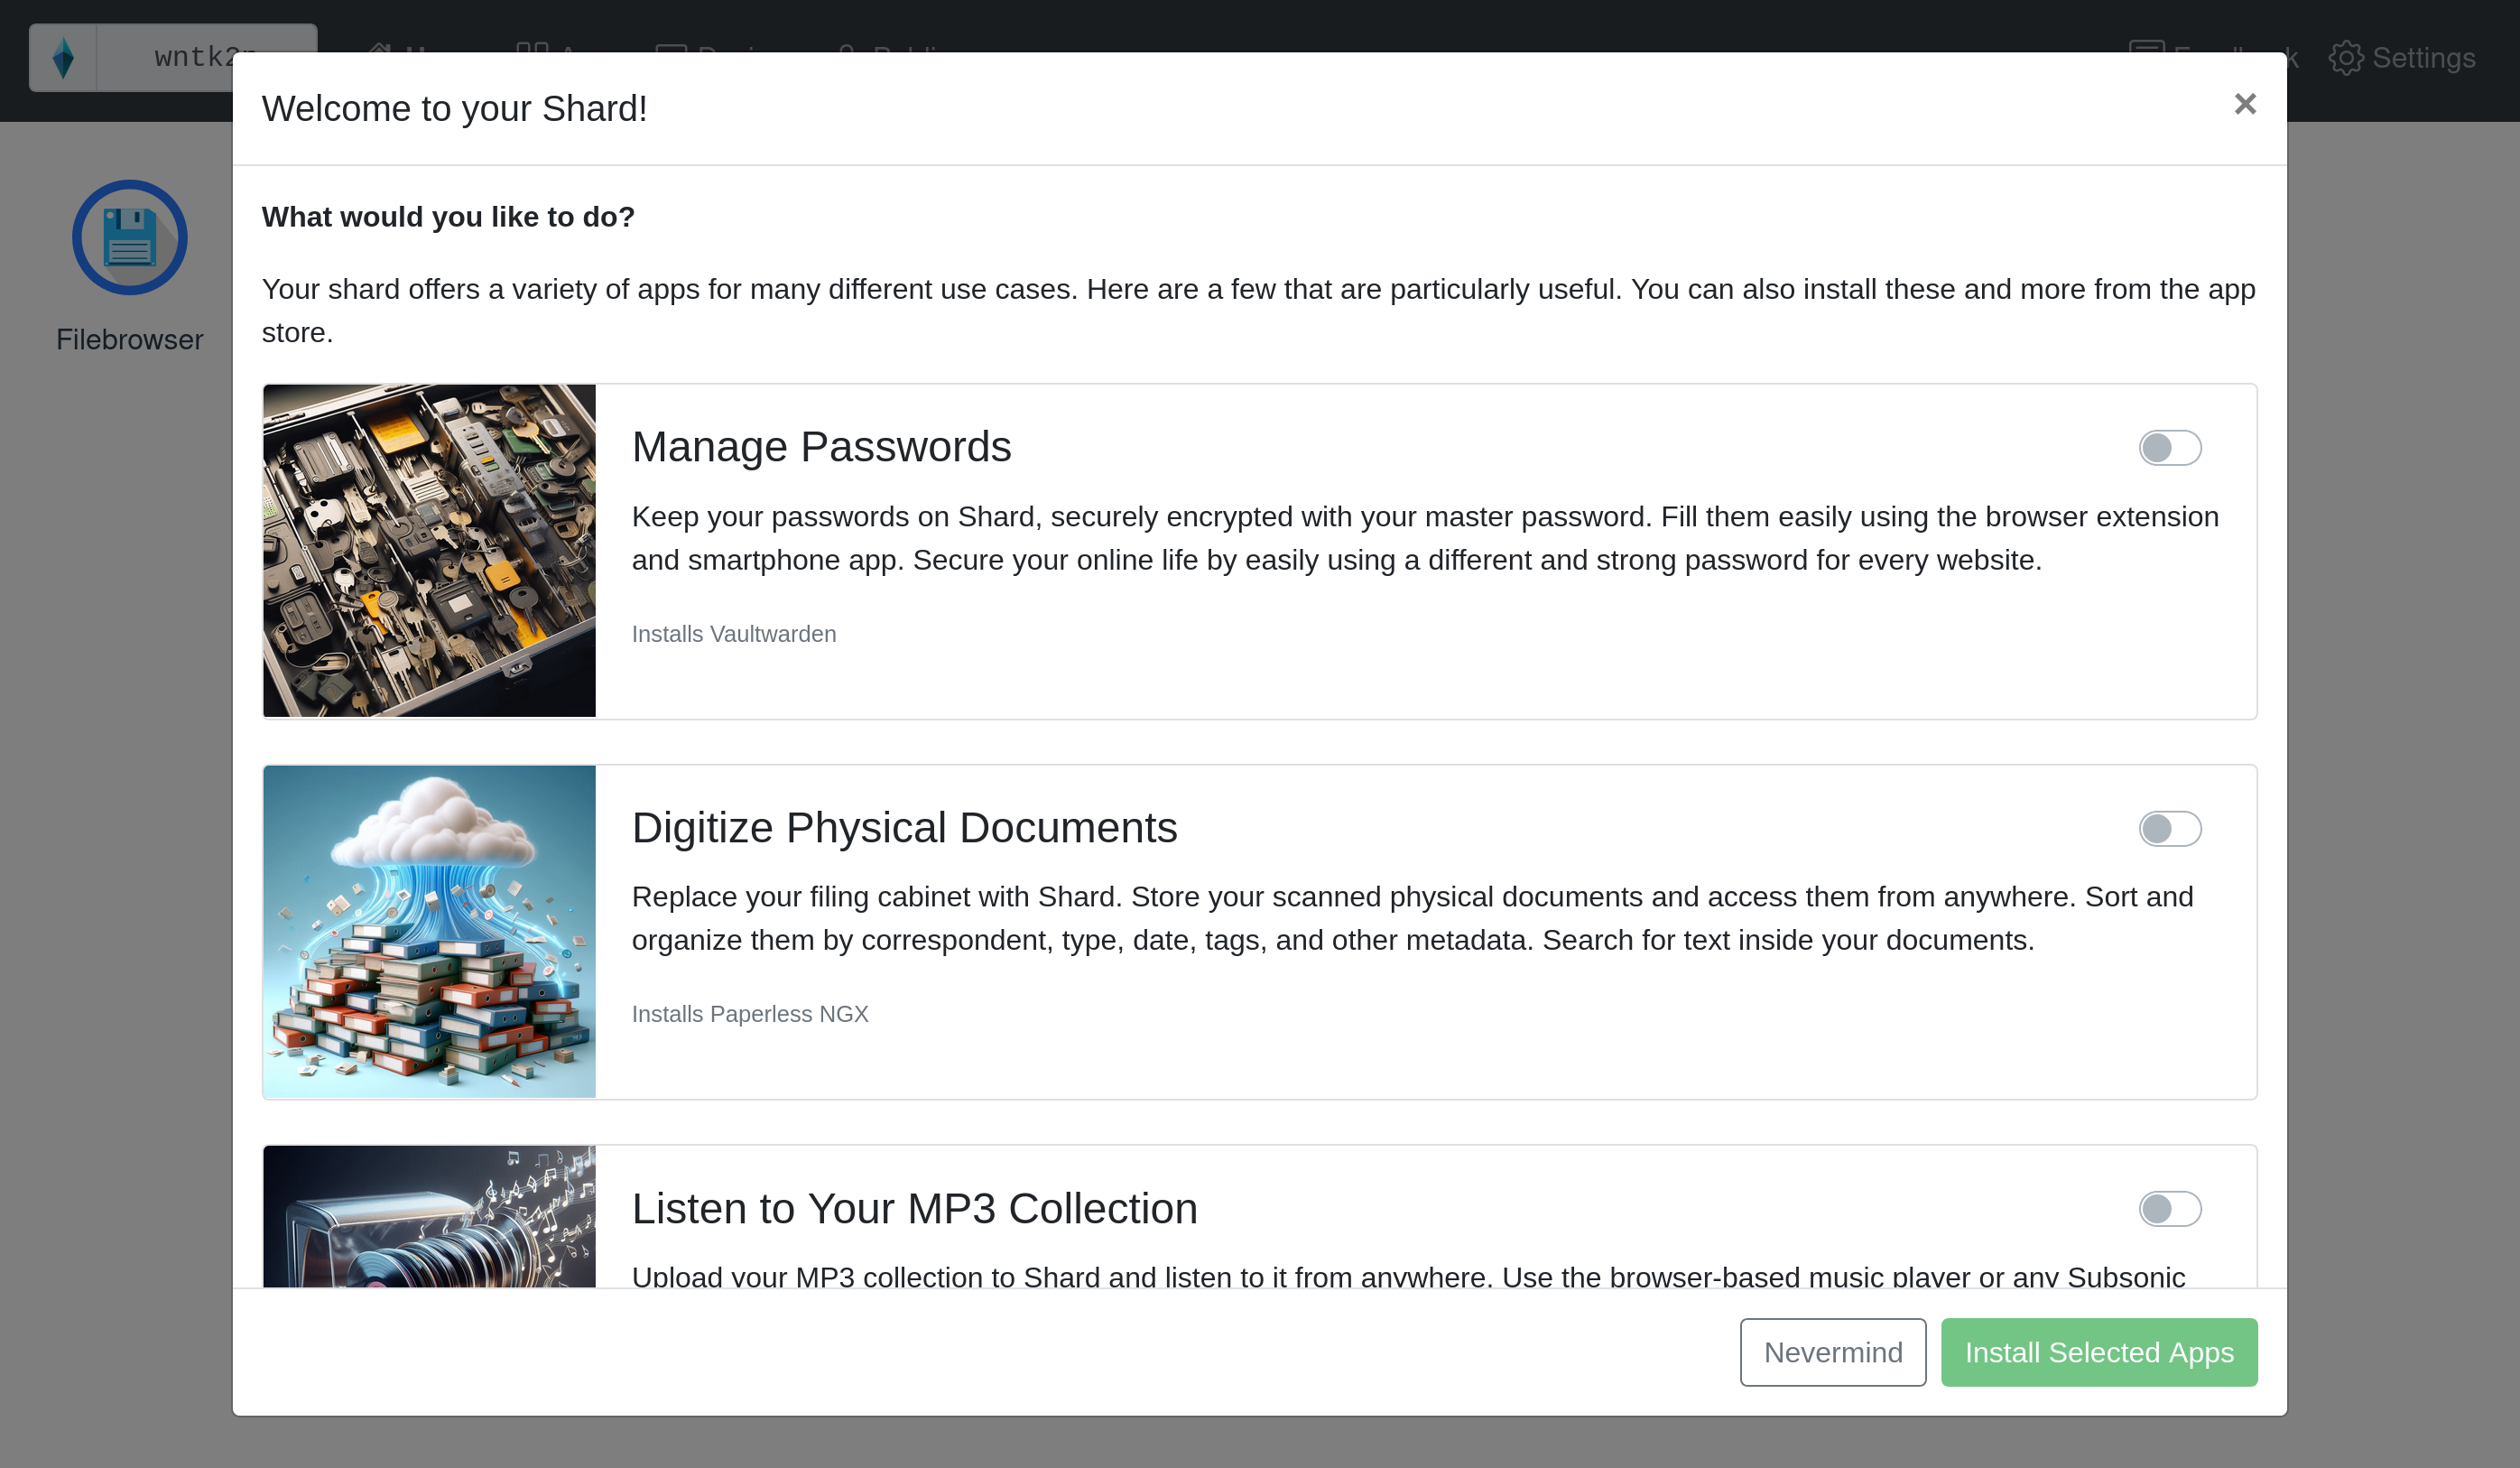 Settings
Welcome to your Shard!
×
What would you like to do?
Your shard offers a variety of apps for many different use cases. Here are a few that are particularly useful. You can also install these and more from the app
store.
Filebrowser
Manage Passwords
Keep your passwords on Shard, securely encrypted with your master password. Fill them easily using the browser extension
and smartphone app. Secure your online life by easily using a different and strong password for every website.
Installs Vaultwarden
Digitize Physical Documents
Replace your filing cabinet with Shard. Store your scanned physical documents and access them from anywhere. Sort and
organize them by correspondent, type, date, tags, and other metadata. Search for text inside your documents.
Installs Paperless NGX
Listen to Your MP3 Collection
Upload your MP3 collection to Shard and listen to it from anywhere. Use the browser-based music player or any Subsonic
Nevermind
Install Selected Apps